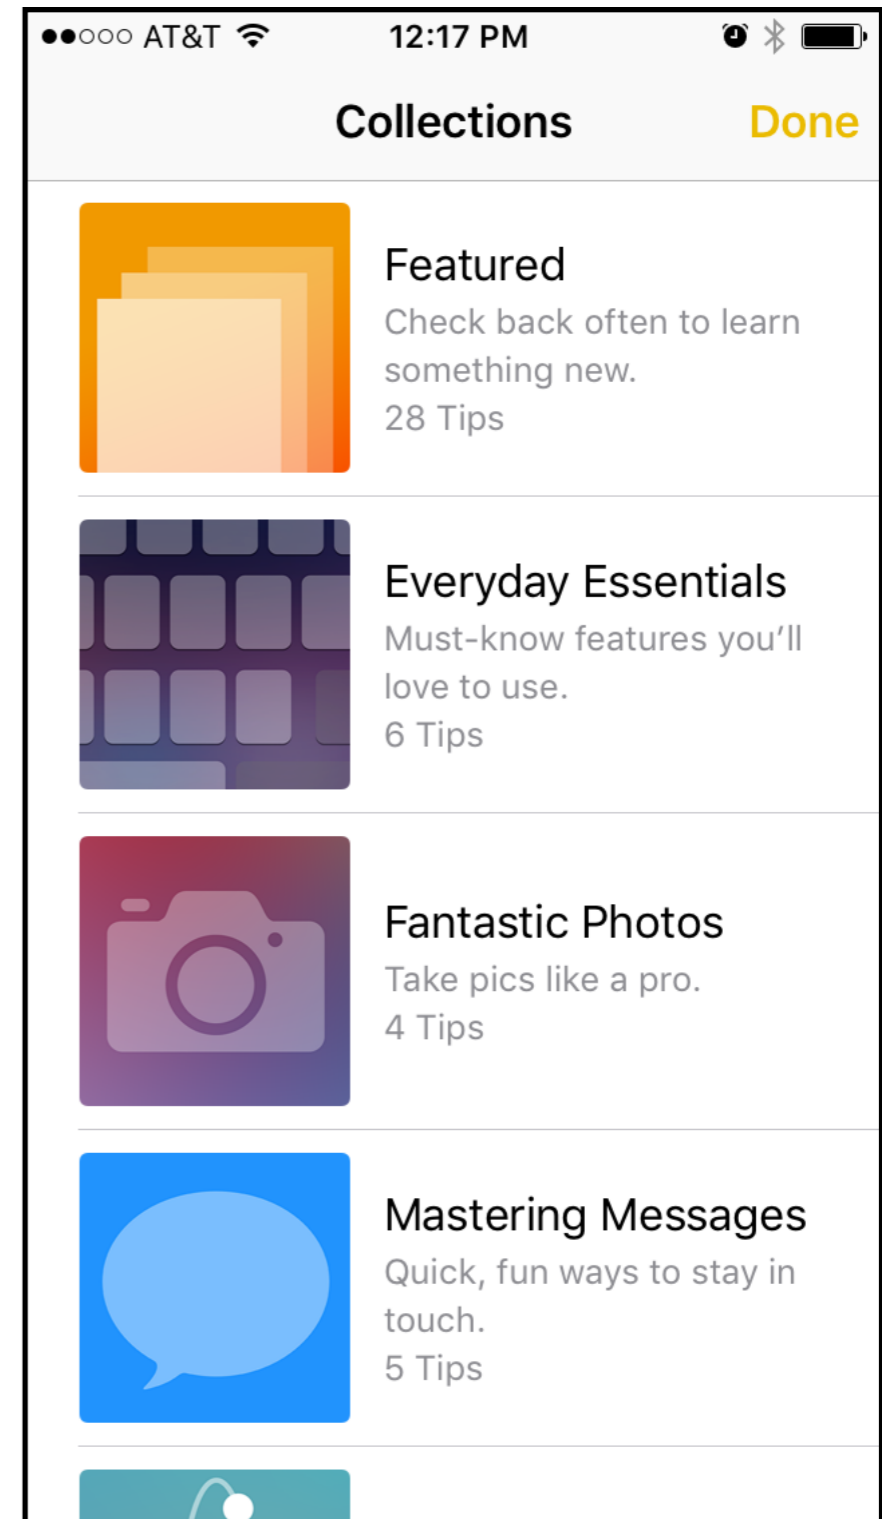 AT&T 12:17 PM
Collections Done
Featured
Check back often to learn
something new.
28 Tips
Everyday Essentials
Must-know features you’ll
love to use.
6 Tips
Fantastic Photos
Take pics like a pro.
4 Tips
Mastering Messages
Quick, fun ways to stay in
touch.
5 Tips